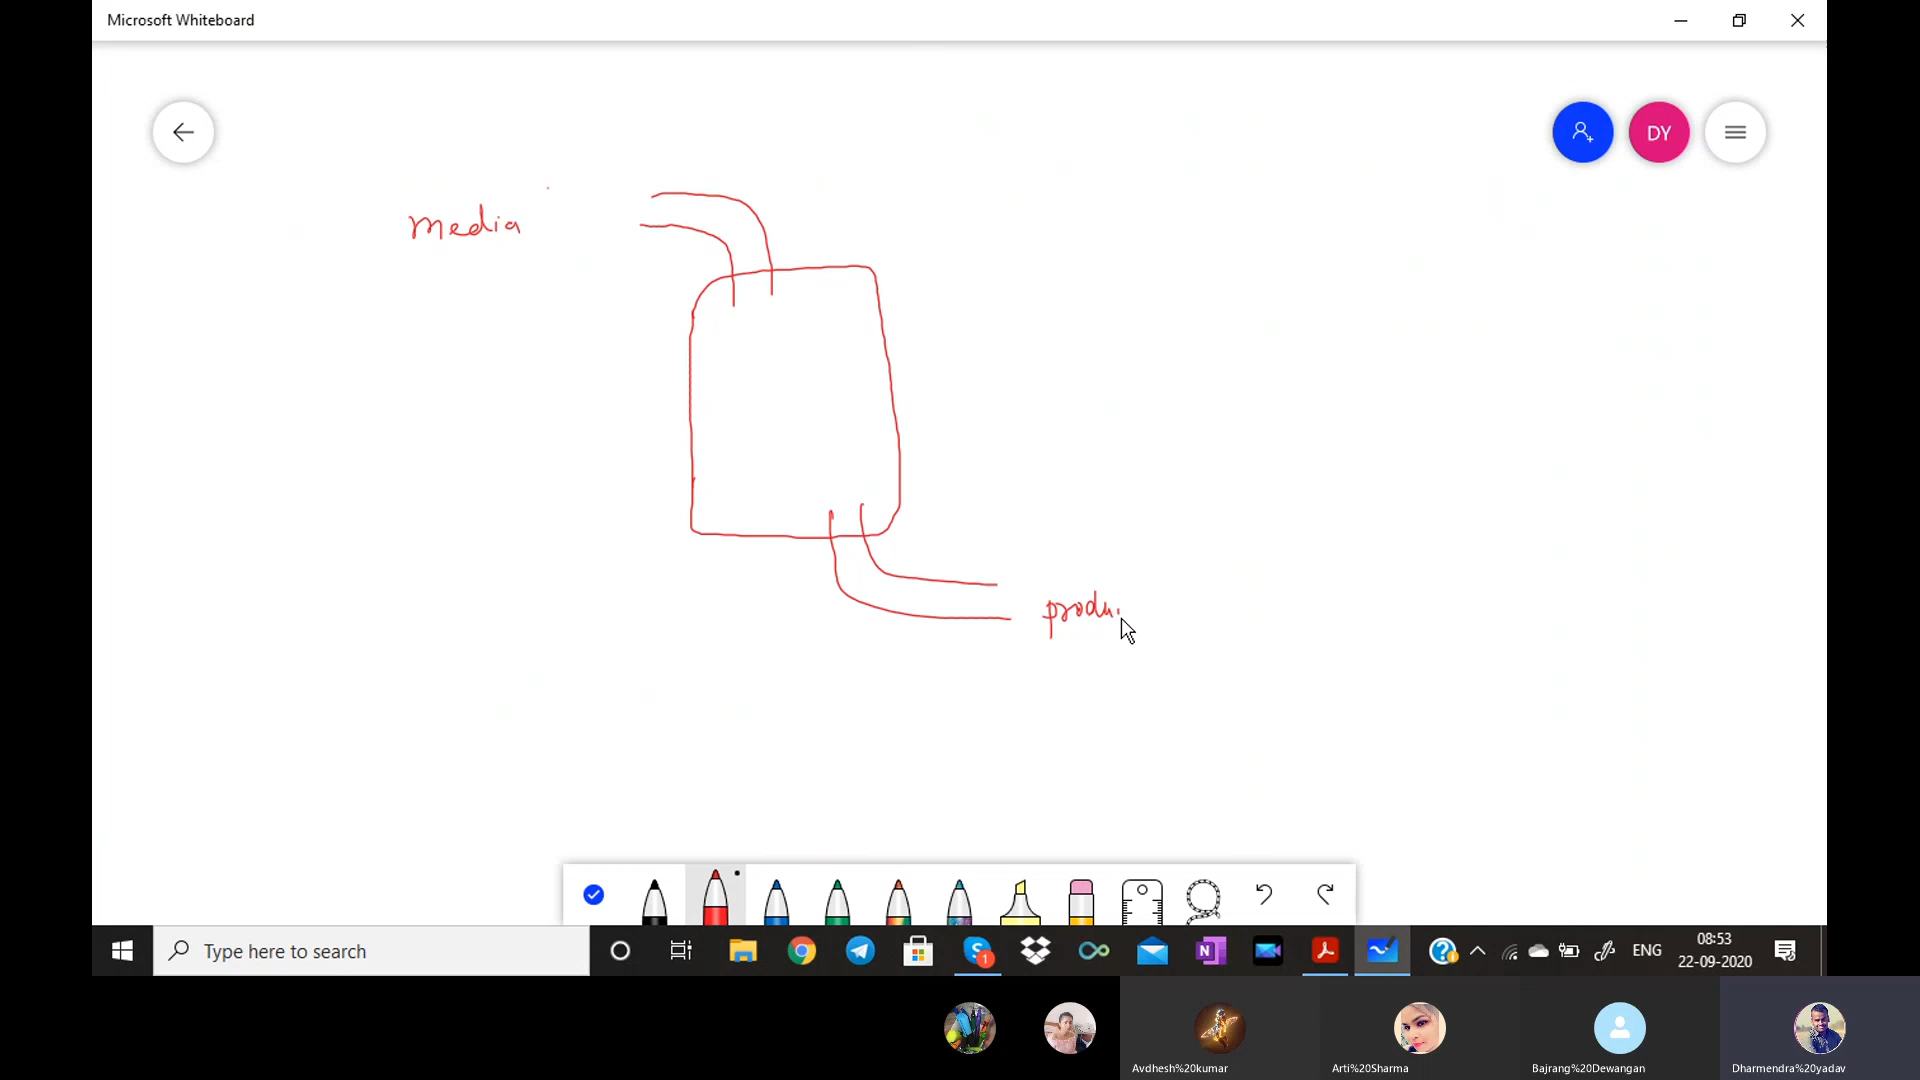 Microsoft Whiteboard
DY
media
produ
Type here to search
1
N
ENG
08:53
22-09-2020
Avdhesh%20kumar
Arti%20Sharma
Bajrang%20Dewangan
Dharmendra%20yadav